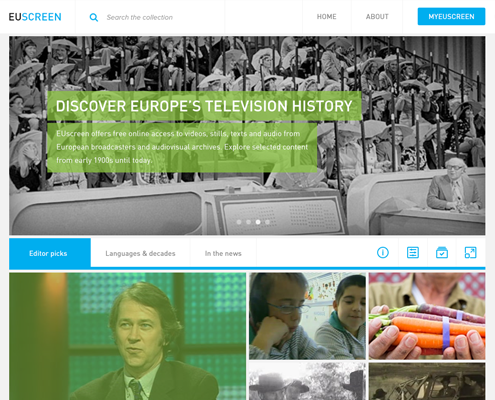 EUSCREEN
Search the collection
HOME
ABOUT
MYEUSCREEN
DISCOVER EUROPE'S TELEVISION HISTORY
EUscreen offers free online access to videos, stills, texts and audio from
European broadcasters and audiovisual archives. Explore selected content
from early 1900s until today.
Editor picks
Languages & decades
In the news